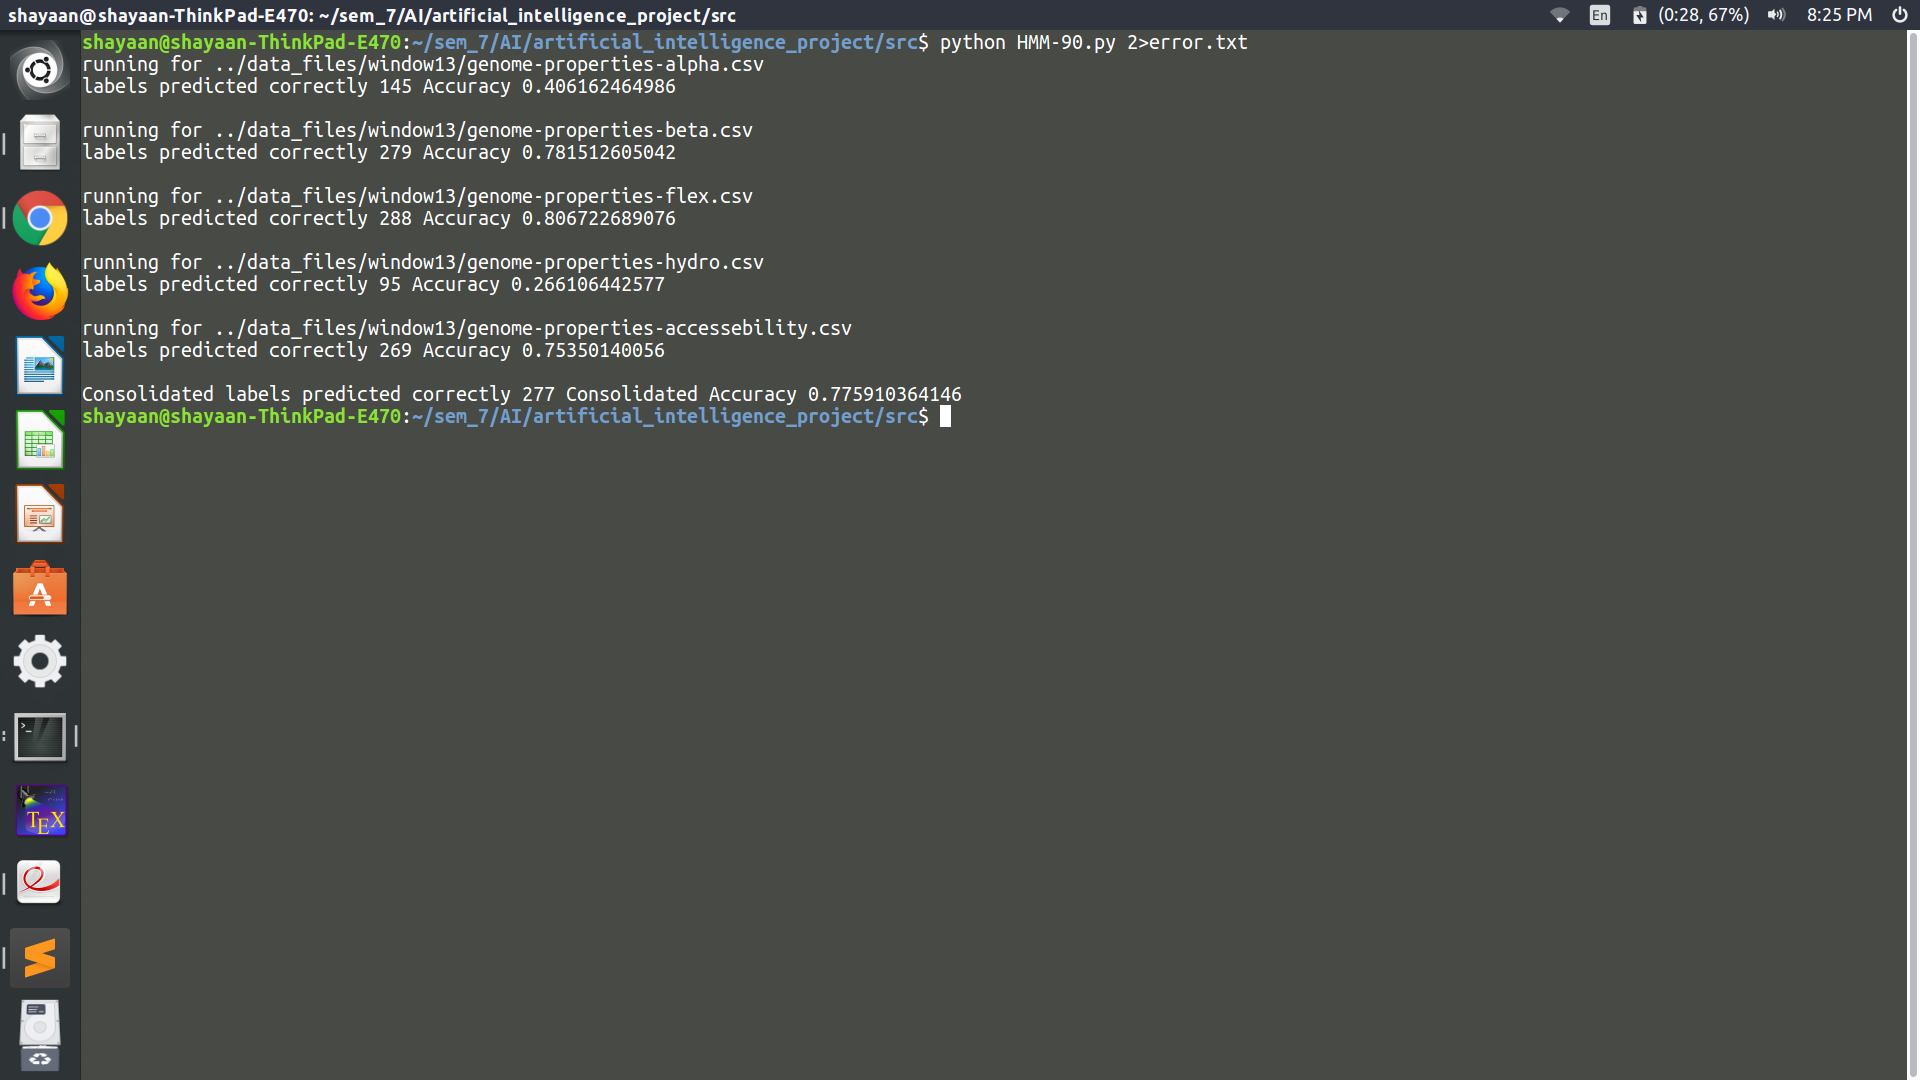 shayaan@shayaan-ThinkPad-E470: ~/sem_7/AI/artificial_intelligence_project/src
En (0:28, 67%) 8:25 PM
shayaan@shayaan-ThinkPad-E470:~/sem_7/AI/artificial_intelligence_project/src$ python HMM-90.py 2>error.txt
running for ../data_files/window13/genome-properties-alpha.csv
labels predicted correctly 145 Accuracy 0.406162464986
running for ../data_files/window13/genome-properties-beta.csv
labels predicted correctly 279 Accuracy 0.781512605042
running for ../data_files/window13/genome-properties-flex.csv
labels predicted correctly 288 Accuracy 0.806722689076
running for ../data_files/window13/genome-properties-hydro.csv
labels predicted correctly 95 Accuracy 0.266106442577
running for ../data_files/window13/genome-properties-accessebility.csv
labels predicted correctly 269 Accuracy 0.75350140056
Consolidated labels predicted correctly 277 Consolidated Accuracy 0.775910364146
shayaan@shayaan-ThinkPad-E470:~/sem_7/AI/artificial_intelligence_project/src$
TEX